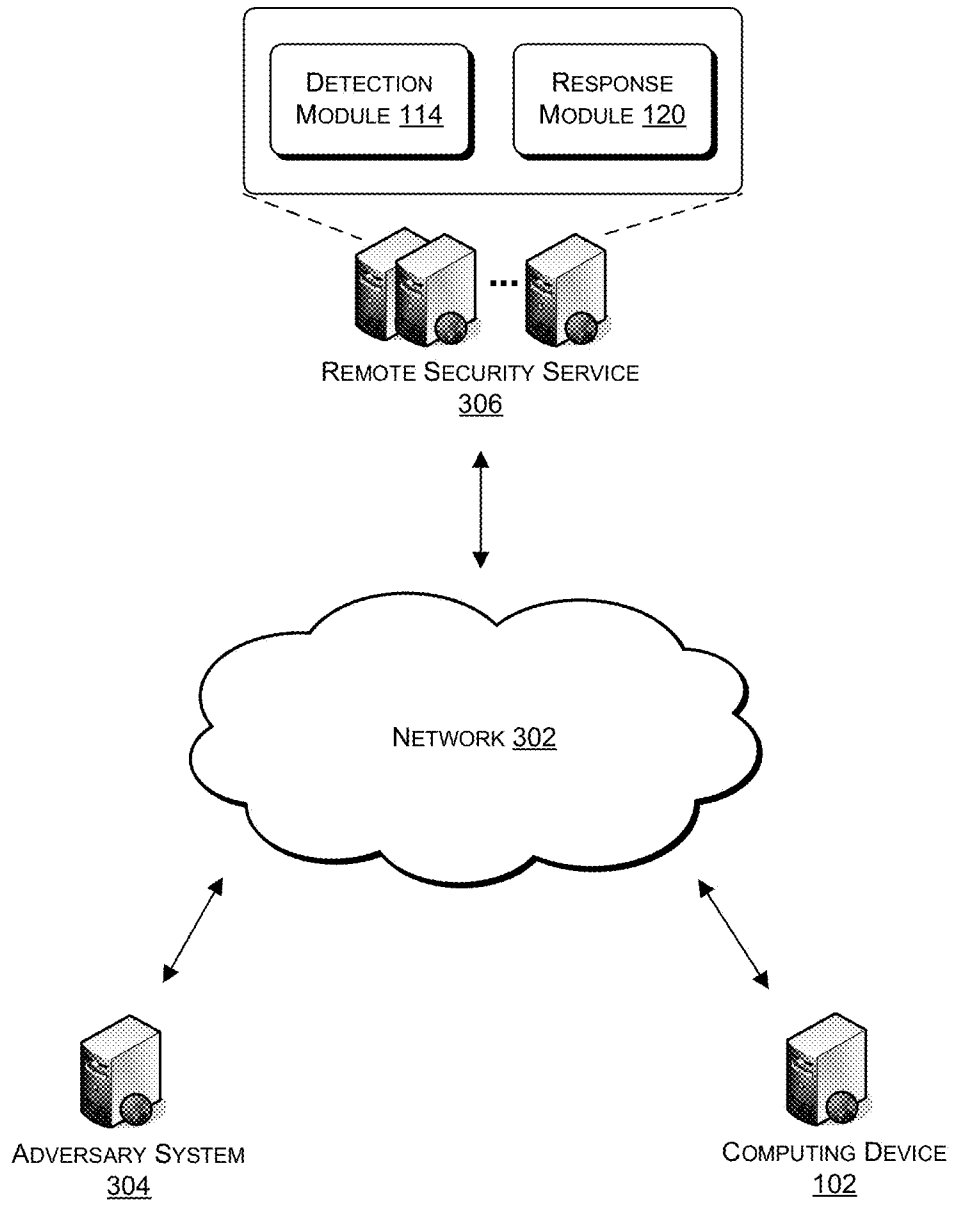 DETECTION
MODULE 114
RESPONSE
MODULE 120
...
REMOTE SECURITY SERVICE
306
NETWORK 302
ADVERSARY SYSTEM
304
COMPUTING DEVICE
102